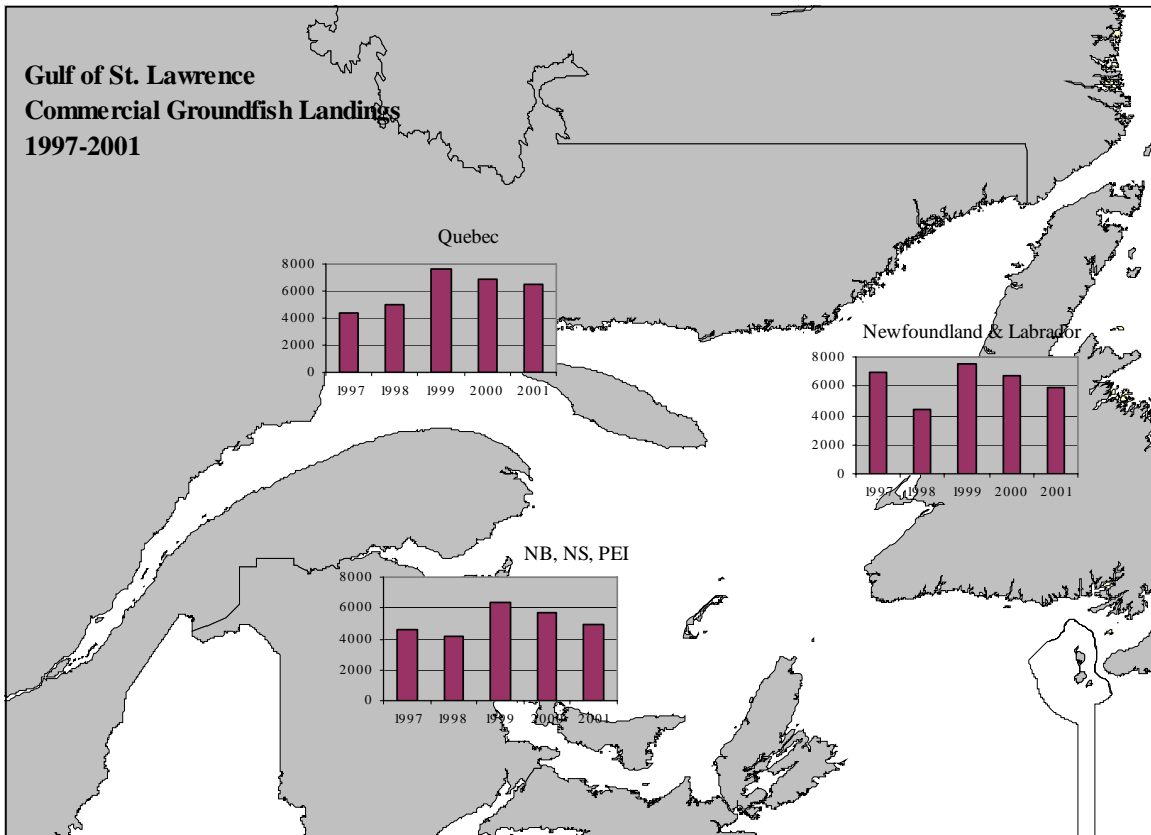 Gulf of St. Lawrence
Commercial Groundfish Landings
1997-2001
Quebec
8000
6000
4000
2000
0
1997 1998 1999 2000 2001
Newfoundland & Labrador
8000
6000
4000
2000
0
1997 1998 1999 2000 2001
NB, NS, PEI
8000
6000
4000
2000
0
1997 1998 1999 2000 2001